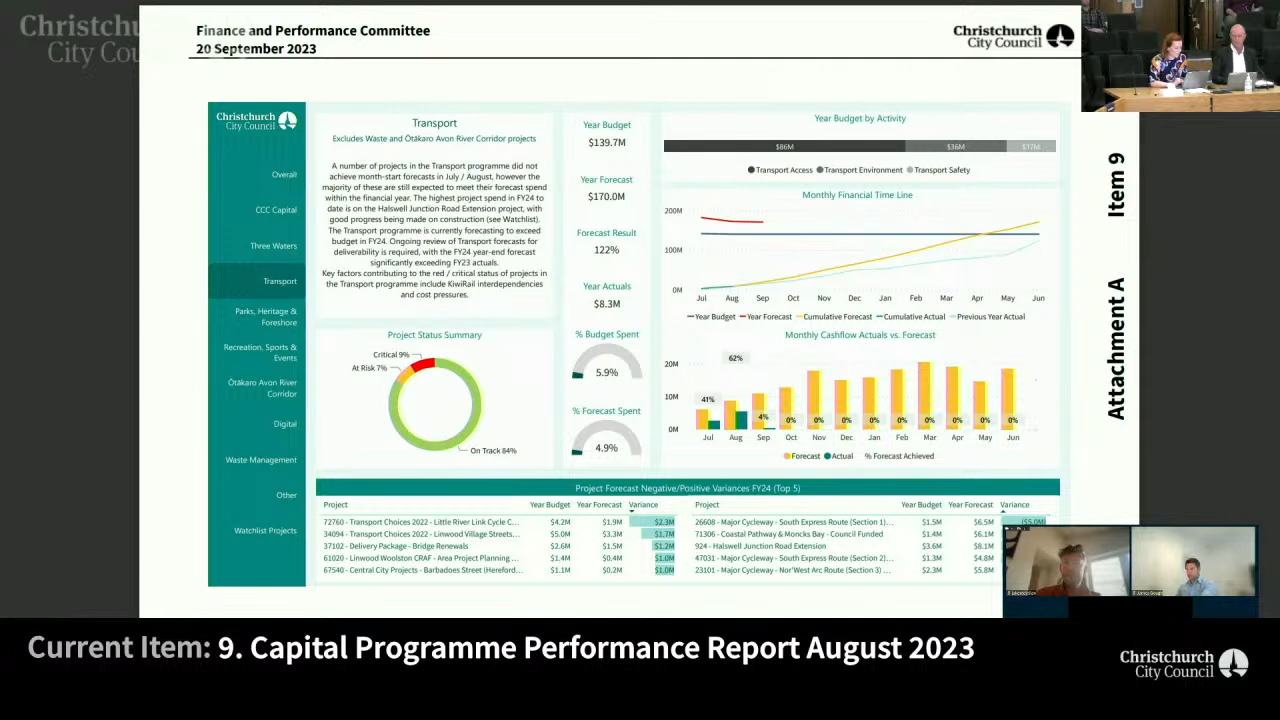 Christchurch
City Council
Finance and Performance Committee
20 September 2023
Christchurch
City Council
Item 9
Attachment A
Christchurch
City Council
Overall
CCC Capital
Three Waters
Transport
Parks, Heritage &
Foreshore
Recreation, Sports &
Events
Ōtākaro Avon River
Corridor
Digital
Waste Management
Other
Watchlist Projects
Transport
Excludes Waste and Ōtākaro Avon River Corridor projects
A number of projects in the Transport programme did not
achieve month-start forecasts in July / August, however the
majority of these are still expected to meet their forecast spend
within the financial year. The highest project spend in FY24 to
date is on the Halswell Junction Road Extension project, with
good progress being made on construction (see Watchlist).
The Transport programme is currently forecasting to exceed
budget in FY24. Ongoing review of Transport forecasts for
deliverability is required, with the FY24 year-end forecast
significantly exceeding FY23 actuals.
Key factors contributing to the red / critical status of projects in
the Transport programme include KiwiRail interdependencies
and cost pressures.
Project Status Summary
Critical 9%
At Risk 7%
On Track 84%
Year Budget
$139.7M
Year Forecast
$170.0M
Forecast Result
122%
Year Actuals
$8.3M
% Budget Spent
5.9%
% Forecast Spent
4.9%
Year Budget by Activity
$86M $36M $17M
Transport Access Transport Environment Transport Safety
Monthly Financial Time Line
200M
100M
0M
Jul Aug Sep Oct Nov Dec Jan Feb Mar Apr May Jun
Year Budget Year Forecast Cumulative Forecast Cumulative Actual Previous Year Actual
Monthly Cashflow Actuals vs. Forecast
20M
10M
0M
41% 62% 4% 0% 0% 0% 0% 0% 0% 0% 0% 0%
Jul Aug Sep Oct Nov Dec Jan Feb Mar Apr May Jun
Forecast Actual % Forecast Achieved
Project Forecast Negative/Positive Variances FY24 (Top 5)
Project Year Budget Year Forecast Variance
72760 - Transport Choices 2022 - Little River Link Cycle C... $4.2M $1.9M $2.3M
34094 - Transport Choices 2022 - Linwood Village Streets... $5.0M $3.3M $1.7M
37102 - Delivery Package - Bridge Renewals $2.6M $1.5M $1.2M
61020 - Linwood Woolston CRAF - Area Project Planning ... $1.4M $0.4M $1.0M
67540 - Central City Projects - Barbadoes Street (Hereford... $1.1M $0.2M $1.0M
Project Year Budget Year Forecast Variance
26608 - Major Cycleway - South Express Route (Section 1)... $1.5M $6.5M ($5.0M)
71306 - Coastal Pathway & Moncks Bay - Council Funded $1.4M $6.1M
924 - Halswell Junction Road Extension $3.6M $8.1M
47031 - Major Cycleway - South Express Route (Section 2)... $1.3M $4.8M
23101 - Major Cycleway - Nor'West Arc Route (Section 3) ... $2.3M $5.8M
Current Item: 9. Capital Programme Performance Report August 2023
Christchurch
City Council